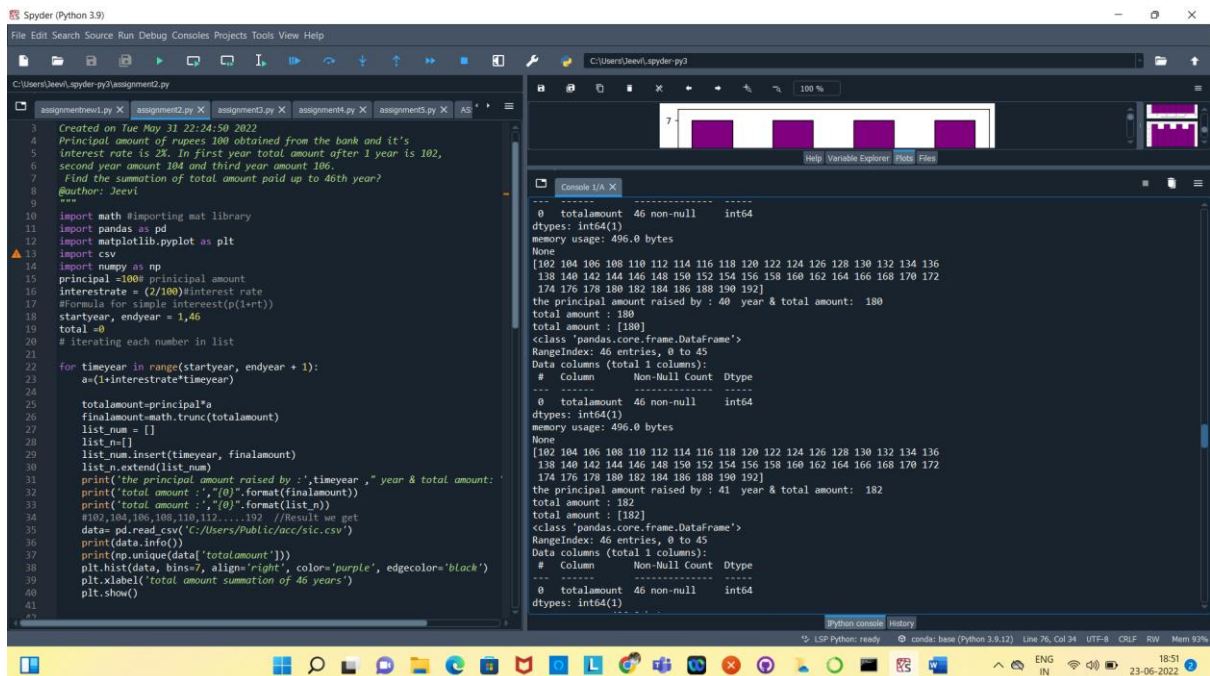 Spyder (Python 3.9)
File Edit Search Source Run Debug Consoles Projects Tools View Help
C:\Users\Jeevi\.spyder-py3
C:\Users\Jeevi\.spyder-py3\assignment2.py
assignmentnew1.py X assignment2.py X assignment3.py X assignment4.py X assignment5.py X AS
3 Created on Tue May 31 22:24:50 2022
4 Principal amount of rupees 100 obtained from the bank and it's
5 interest rate is 2%. In first year total amount after 1 year is 102,
6 second year amount 104 and third year amount 106.
7 Find the summation of total amount paid up to 46th year?
8 @author: Jeevi
9 """
10 import math #importing mat library
11 import pandas as pd
12 import matplotlib.pyplot as plt
13 import csv
14 import numpy as np
15 principal =100# prinicipal amount
16 interestrate = (2/100)#interest rate
17 #Formula for simple intereest(p(1+rt))
18 startyear, endyear = 1,46
19 total =0
20 # iterating each number in list
21
22 for timeyear in range(startyear, endyear + 1):
23 a=(1+interestrate*timeyear)
24
25 totalamount=principal*a
26 finalamount=math.trunc(totalamount)
27 list_num = []
28 list_n=[]
29 list_num.insert(timeyear, finalamount)
30 list_n.extend(list_num)
31 print('the principal amount raised by :',timeyear ," year & total amount: '
32 print('total amount :',"{0}".format(finalamount))
33 print('total amount :',"{0}".format(list_n))
34 #102,104,106,108,110,112.....192 //Result we get
35 data= pd.read_csv('C:/Users/Public/acc/sic.csv')
36 print(data.info())
37 print(np.unique(data['totalamount']))
38 plt.hist(data, bins=7, align='right', color='purple', edgecolor='black')
39 plt.xlabel('total amount summation of 46 years')
40 plt.show()
41
100 %
7
Help Variable Explorer Plots Files
Console 1/A X
--- ------ -------------- -----
0 totalamount 46 non-null int64
dtypes: int64(1)
memory usage: 496.0 bytes
None
[102 104 106 108 110 112 114 116 118 120 122 124 126 128 130 132 134 136
138 140 142 144 146 148 150 152 154 156 158 160 162 164 166 168 170 172
174 176 178 180 182 184 186 188 190 192]
the principal amount raised by : 40 year & total amount: 180
total amount : 180
total amount : [180]
<class 'pandas.core.frame.DataFrame'>
RangeIndex: 46 entries, 0 to 45
Data columns (total 1 columns):
# Column Non-Null Count Dtype
--- ------ -------------- -----
0 totalamount 46 non-null int64
dtypes: int64(1)
memory usage: 496.0 bytes
None
[102 104 106 108 110 112 114 116 118 120 122 124 126 128 130 132 134 136
138 140 142 144 146 148 150 152 154 156 158 160 162 164 166 168 170 172
174 176 178 180 182 184 186 188 190 192]
the principal amount raised by : 41 year & total amount: 182
total amount : 182
total amount : [182]
<class 'pandas.core.frame.DataFrame'>
RangeIndex: 46 entries, 0 to 45
Data columns (total 1 columns):
# Column Non-Null Count Dtype
--- ------ -------------- -----
0 totalamount 46 non-null int64
dtypes: int64(1)
IPython console History
LSP Python: ready conda: base (Python 3.9.12) Line 76, Col 34 UTF-8 CRLF RW Mem 93%
ENG
IN
18:51
23-06-2022
2